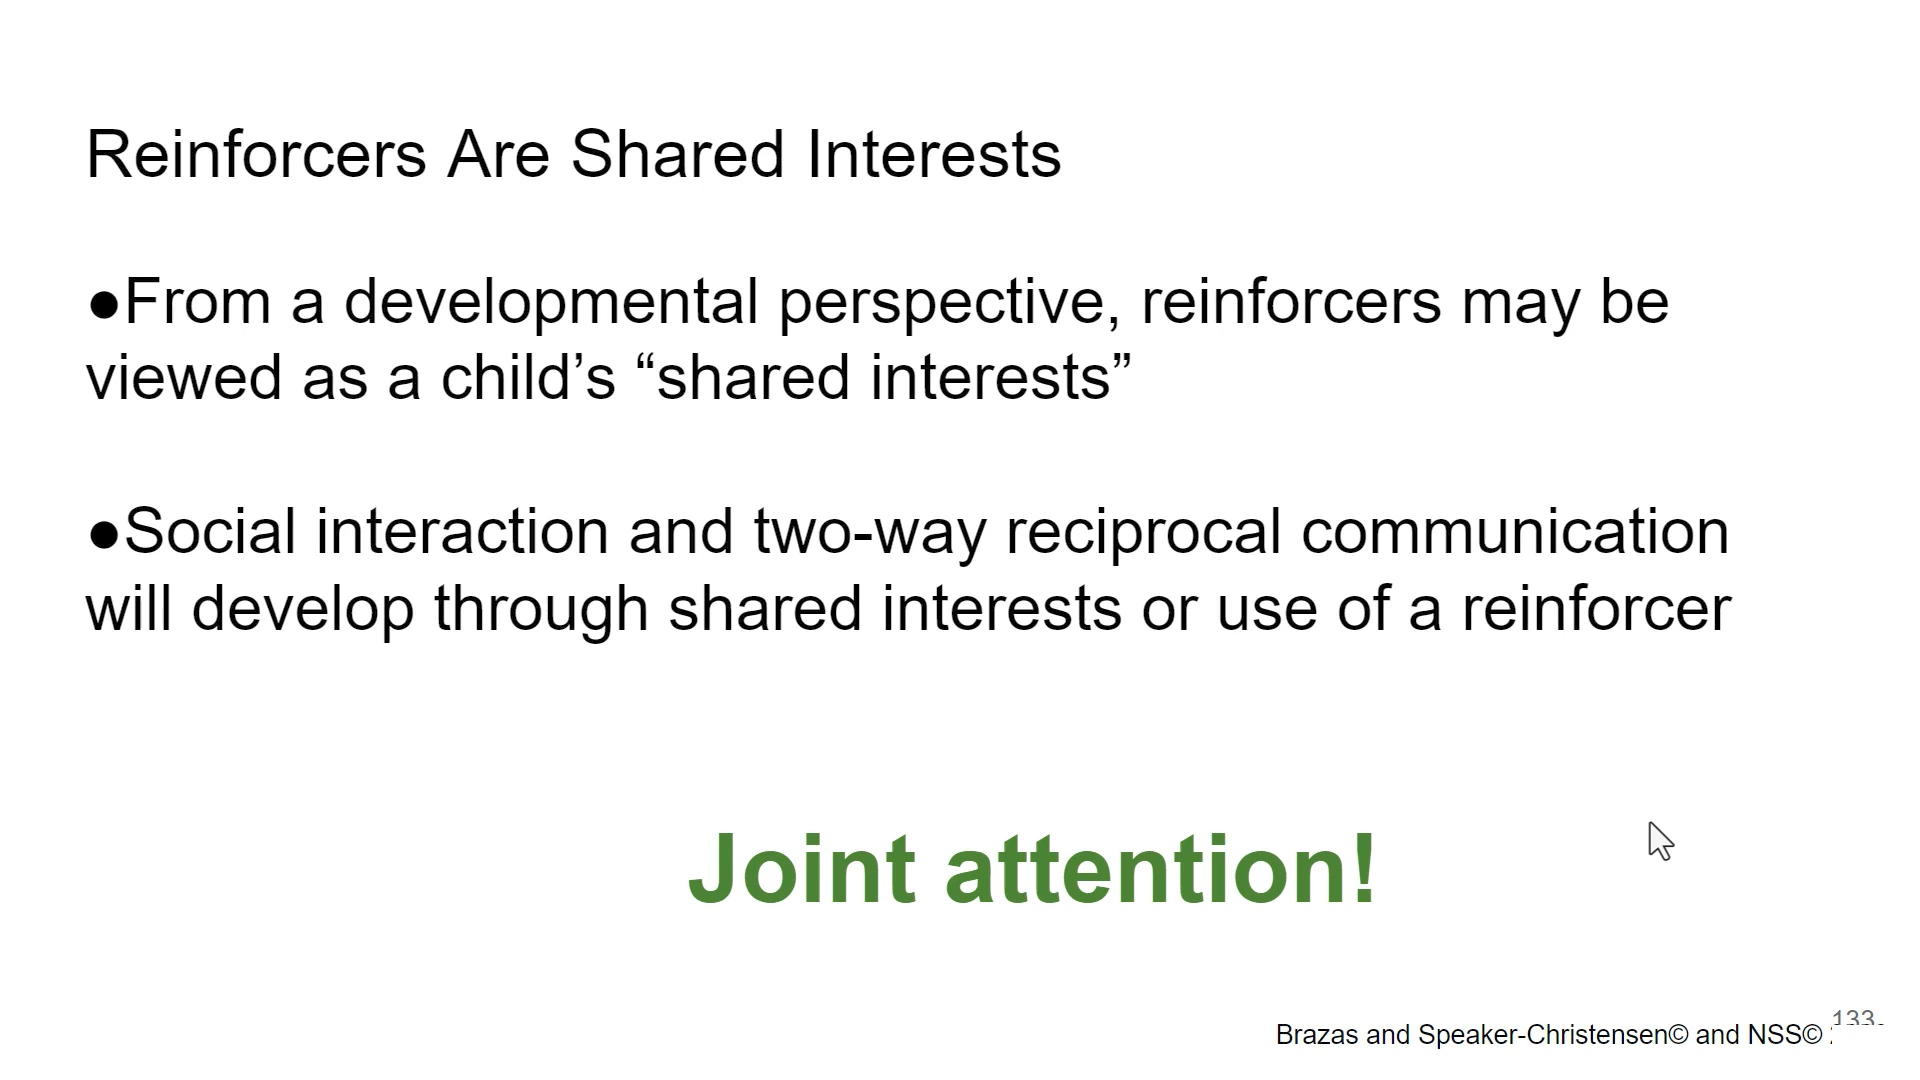 Reinforcers Are Shared Interests
●From a developmental perspective, reinforcers may be
viewed as a child’s “shared interests”
●Social interaction and two-way reciprocal communication
will develop through shared interests or use of a reinforcer
Joint attention!
133
Brazas and Speaker-Christensen© and NSS©